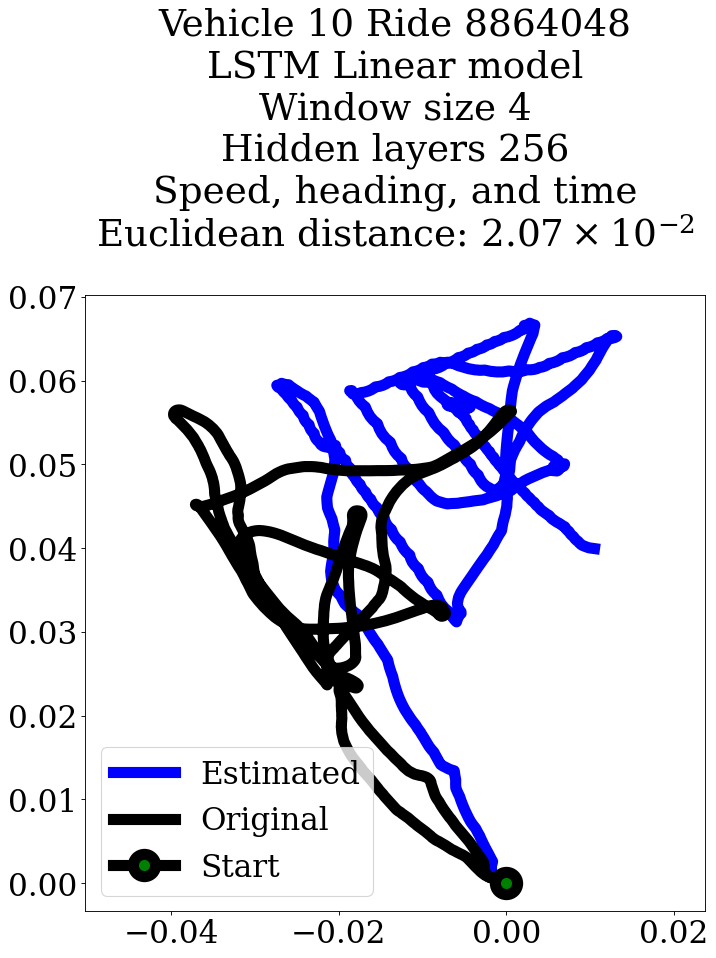 Vehicle 10 Ride 8864048
LSTM Linear model
Window size 4
Hidden layers 256
Speed, heading, and time
Euclidean distance: 2.07 × 10⁻²
0.07
0.06
0.05
0.04
0.03
0.02
0.01
0.00
Estimated
Original
Start
−0.04 −0.02 0.00 0.02